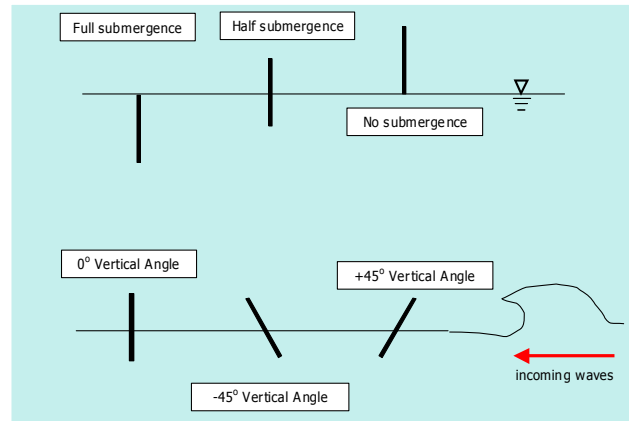 Full submergence
Half submergence
No submergence
0° Vertical Angle
+45° Vertical Angle
-45° Vertical Angle
incoming waves